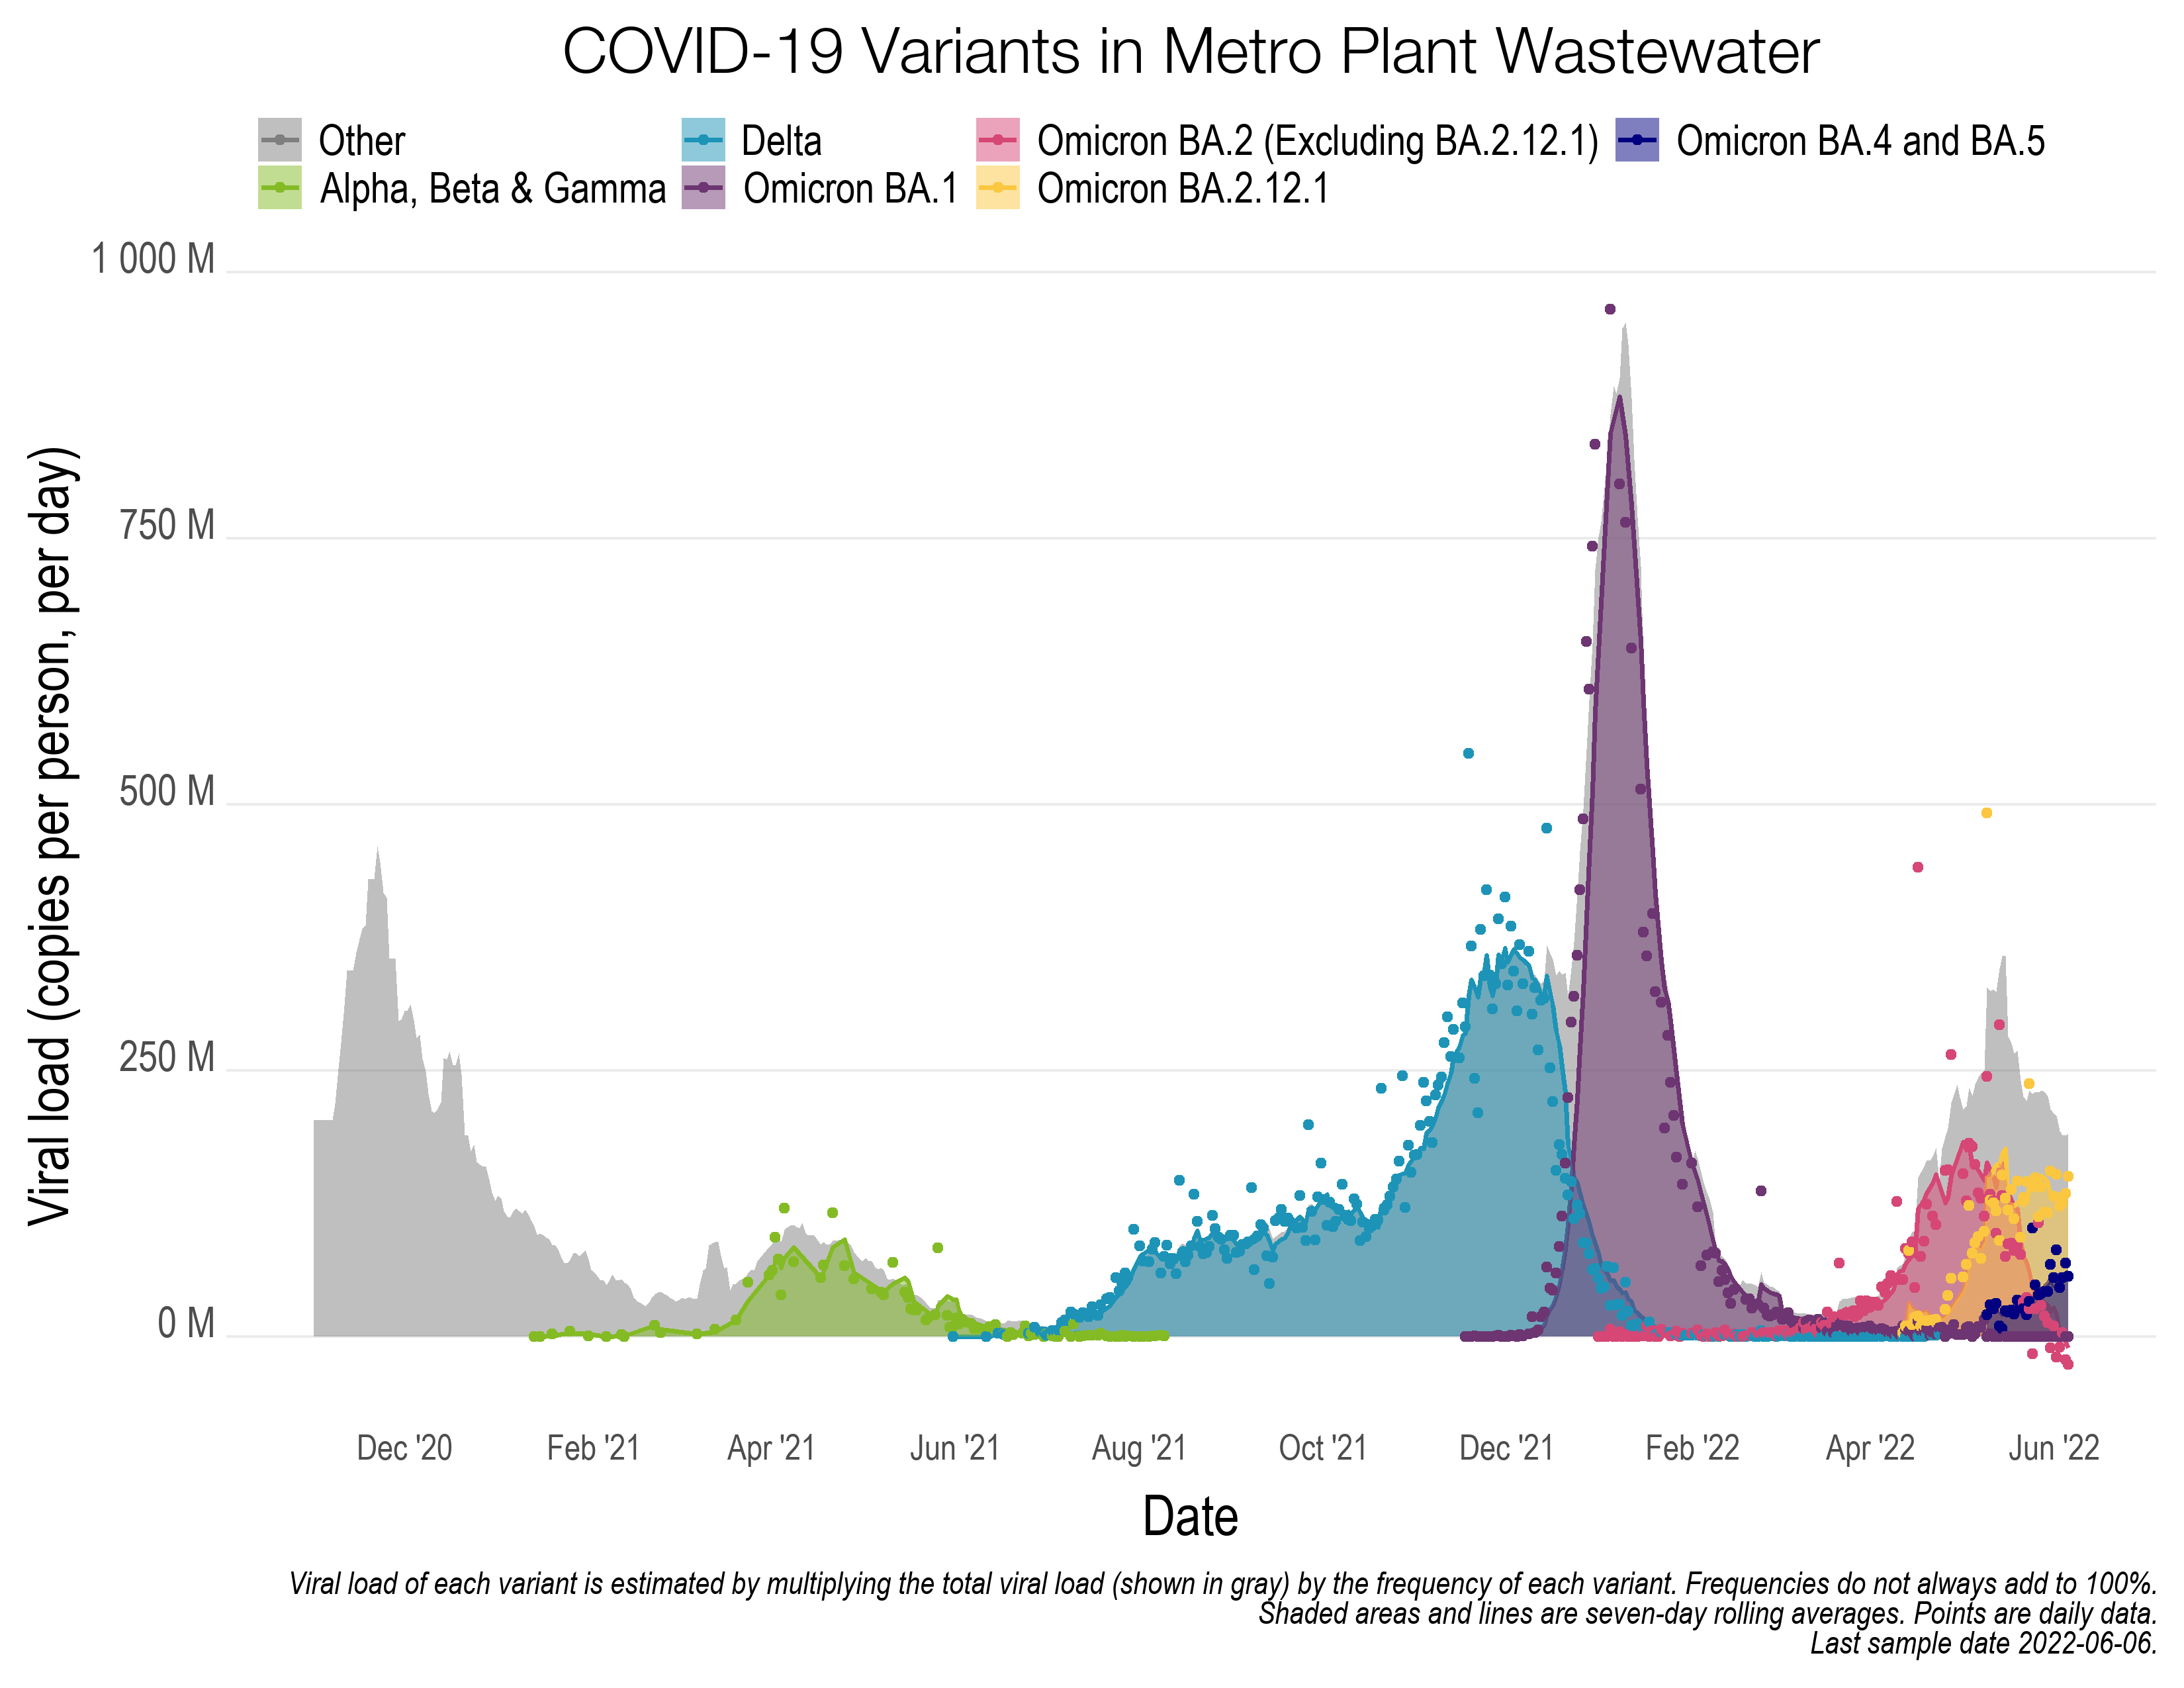 COVID-19 Variants in Metro Plant Wastewater
Other
Delta
Omicron BA.2 (Excluding BA.2.12.1)
Omicron BA.4 and BA.5
Alpha, Beta & Gamma
Omicron BA.1
Omicron BA.2.12.1
Viral load (copies per person, per day)
1 000 M
750 M
500 M
250 M
0 M
Dec '20
Feb '21
Apr '21
Jun '21
Aug '21
Oct '21
Dec '21
Feb '22
Apr '22
Jun '22
Date
Viral load of each variant is estimated by multiplying the total viral load (shown in gray) by the frequency of each variant. Frequencies do not always add to 100%.
Shaded areas and lines are seven-day rolling averages. Points are daily data.
Last sample date 2022-06-06.